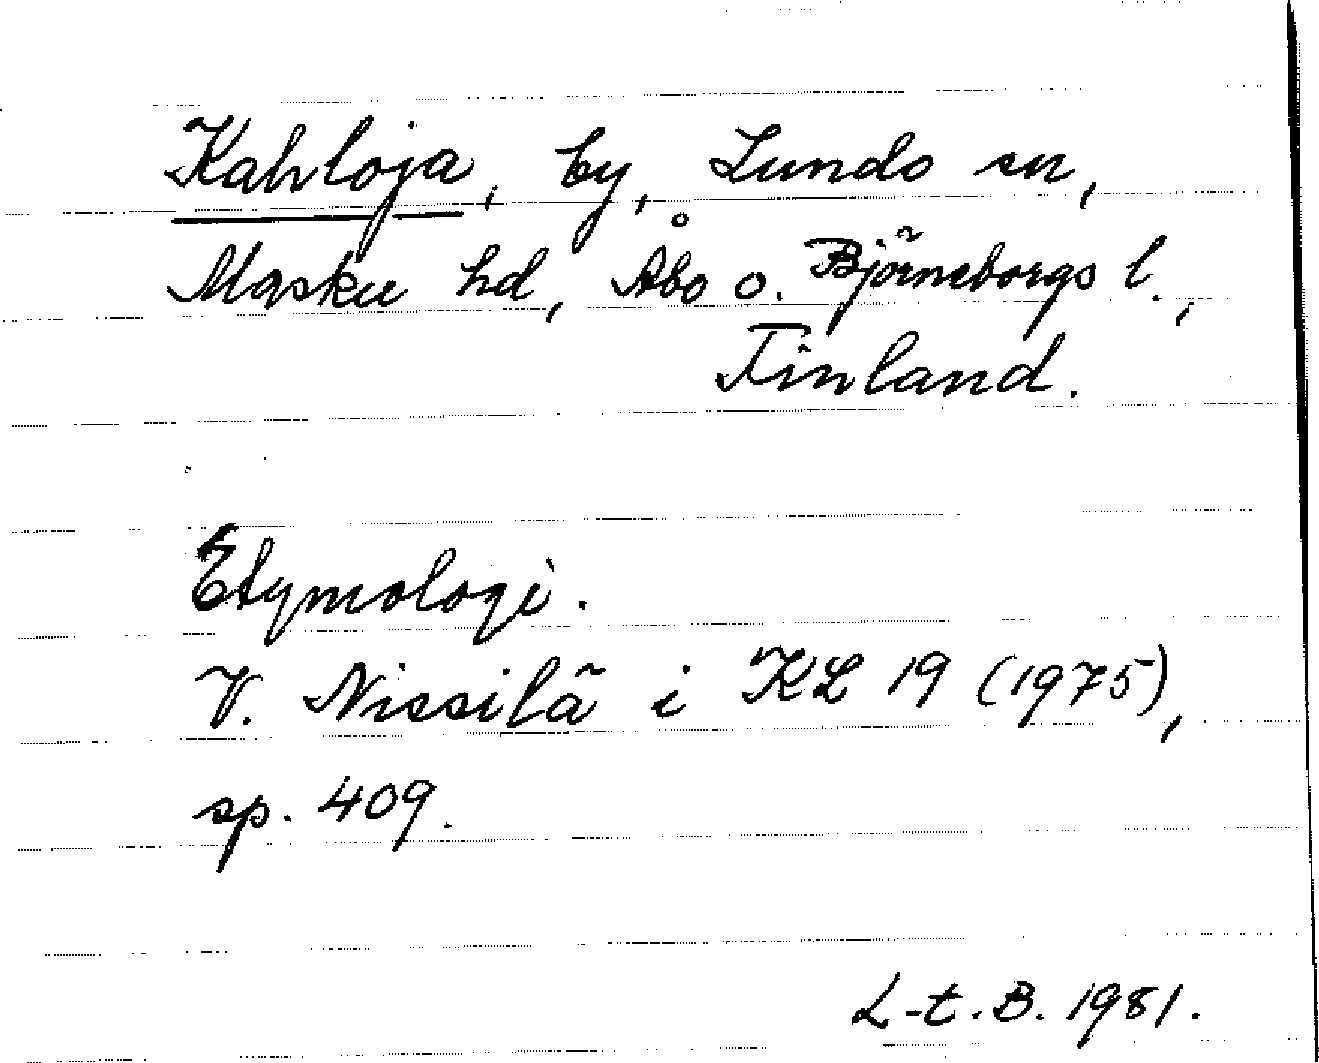 Kahloja, by, Lundo sn,
Masku hd, Åbo o. Björneborgs l.,
Finland.
Etymologi.
V. Nissilä i KL 19 (1975),
sp. 409.
L-t. B. 1981.